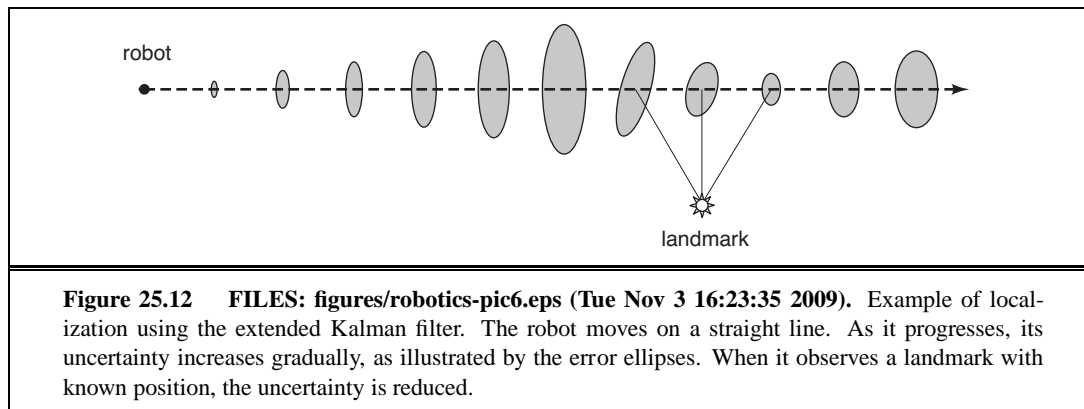 robot
landmark
Figure 25.12 FILES: figures/robotics-pic6.eps (Tue Nov 3 16:23:35 2009). Example of local-
ization using the extended Kalman filter. The robot moves on a straight line. As it progresses, its
uncertainty increases gradually, as illustrated by the error ellipses. When it observes a landmark with
known position, the uncertainty is reduced.